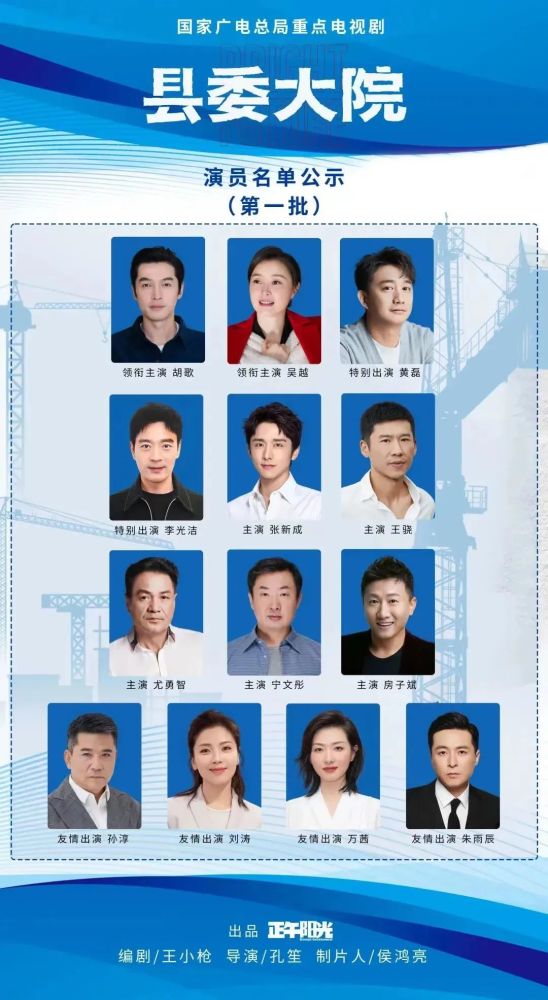 国家广电总局重点电视剧
县委大院
演员名单公示
（第一批）
领衔主演 胡歌
领衔主演 吴越
特别出演 黄磊
特别出演 李光洁
主演 张新成
主演 王骁
主演 尤勇智
主演 宁文彤
主演 房子斌
友情出演 孙淳
友情出演 刘涛
友情出演 万茜
友情出演 朱雨辰
出品 正午阳光
编剧/王小枪 导演/孔笙 制片人/侯鸿亮